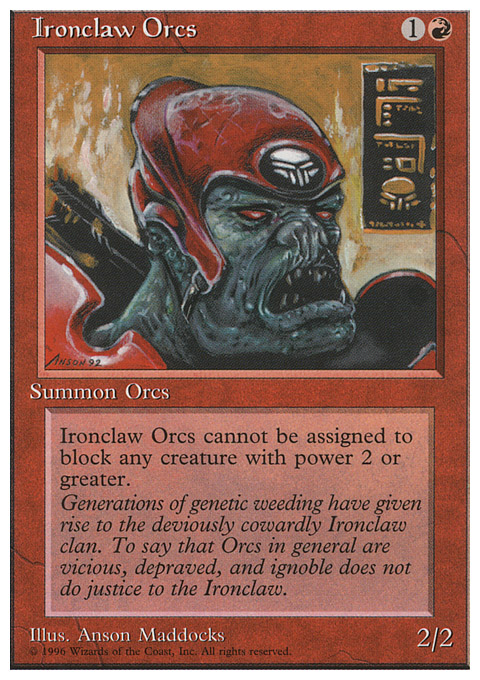 Ironclaw Orcs 1
ANSON 92
Summon Orcs
Ironclaw Orcs cannot be assigned to
block any creature with power 2 or
greater.
Generations of genetic weeding have given
rise to the deviously cowardly Ironclaw
clan. To say that Orcs in general are
vicious, depraved, and ignoble does not
do justice to the Ironclaw.
Illus. Anson Maddocks 2/2
© 1996 Wizards of the Coast, Inc. All rights reserved.